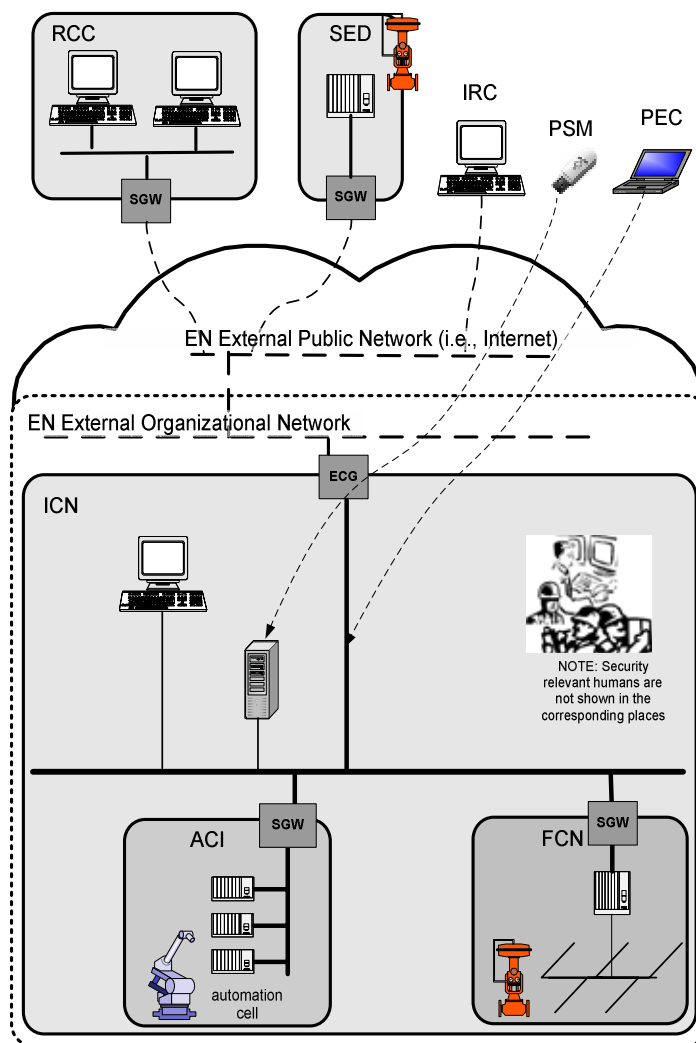 RCC
SED
IRC
PSM
PEC
SGW
SGW
EN External Public Network (i.e., Internet)
EN External Organizational Network
ECG
ICN
NOTE: Security
relevant humans are
not shown in the
corresponding places
SGW
ACI
SGW
FCN
automation
cell